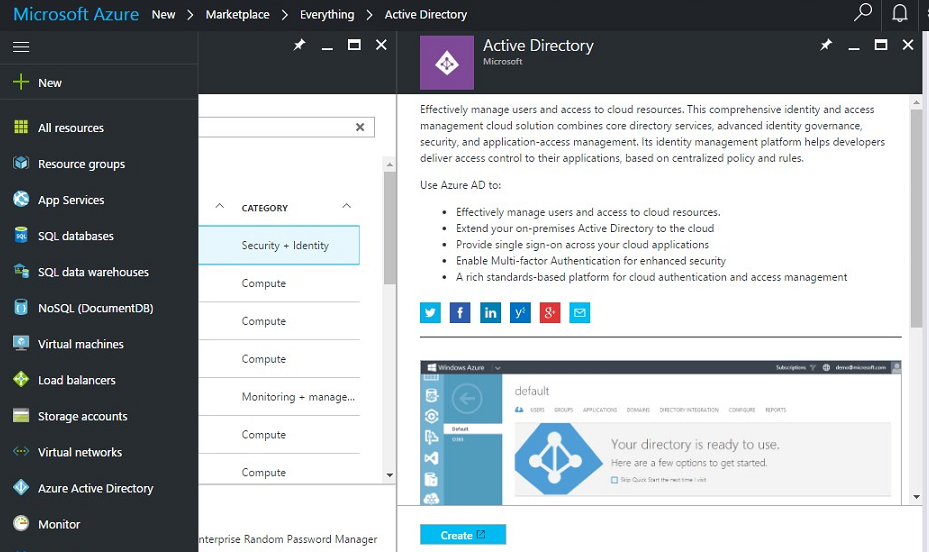 Microsoft Azure New > Marketplace > Everything > Active Directory
New
All resources
Resource groups
App Services
SQL databases
SQL data warehouses
NoSQL (DocumentDB)
Virtual machines
Load balancers
Storage accounts
Virtual networks
Azure Active Directory
Monitor
CATEGORY
Security + Identity
Compute
Compute
Compute
Monitoring + manage...
Compute
Compute
nterprise Random Password Manager
Active Directory
Microsoft
Effectively manage users and access to cloud resources. This comprehensive identity and access
management cloud solution combines core directory services, advanced identity governance,
security, and application-access management. Its identity management platform helps developers
deliver access control to their applications, based on centralized policy and rules.
Use Azure AD to:
• Effectively manage users and access to cloud resources.
• Extend your on-premises Active Directory to the cloud
• Provide single sign-on across your cloud applications
• Enable Multi-factor Authentication for enhanced security
• A rich standards-based platform for cloud authentication and access management
Windows Azure Subscriptions demo@microsoft.com
default
USERS GROUPS APPLICATIONS DOMAINS DIRECTORY INTEGRATION CONFIGURE REPORTS
Default
Your directory is ready to use.
Here are a few options to get started.
Skip Quick Start the next time I visit
Create